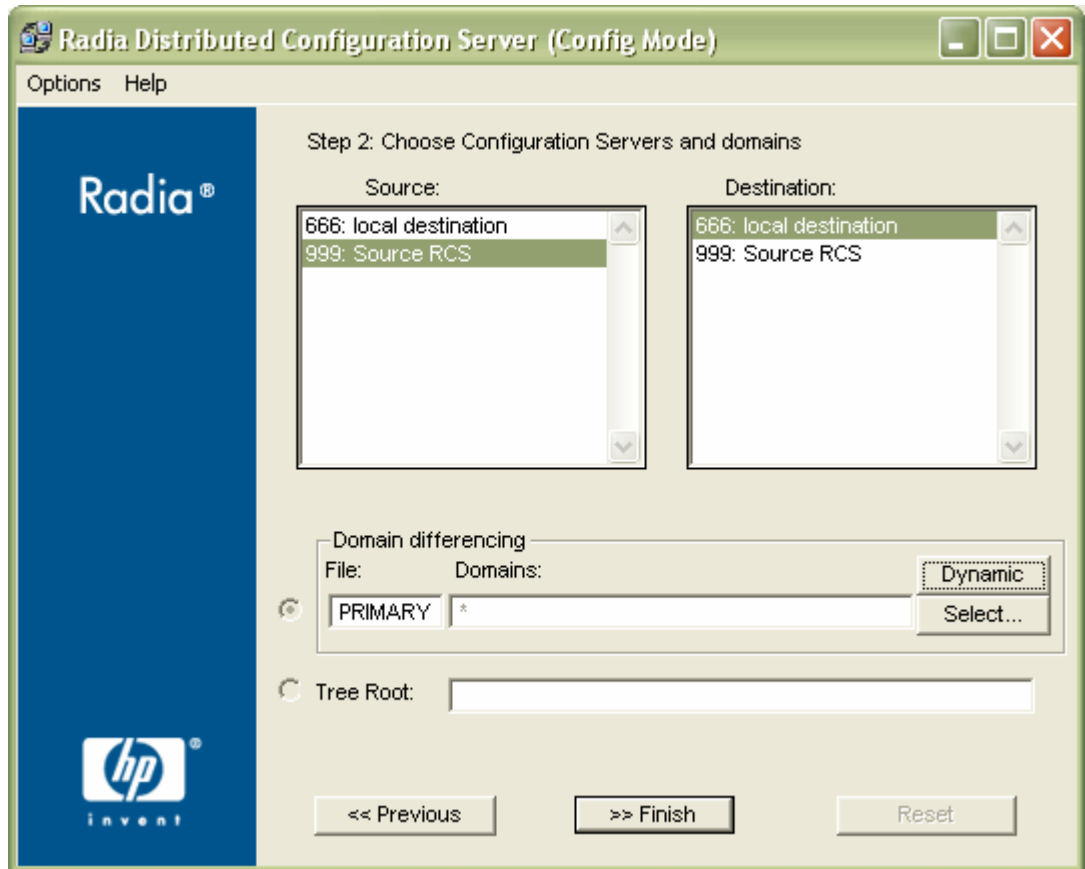 Radia Distributed Configuration Server (Config Mode)
Options Help
Radia®
Step 2: Choose Configuration Servers and domains
Source: Destination:
666: local destination
999: Source RCS
666: local destination
999: Source RCS
Domain differencing
File: Domains: Dynamic
PRIMARY * Select...
Tree Root:
hp®
invent
<< Previous >> Finish Reset